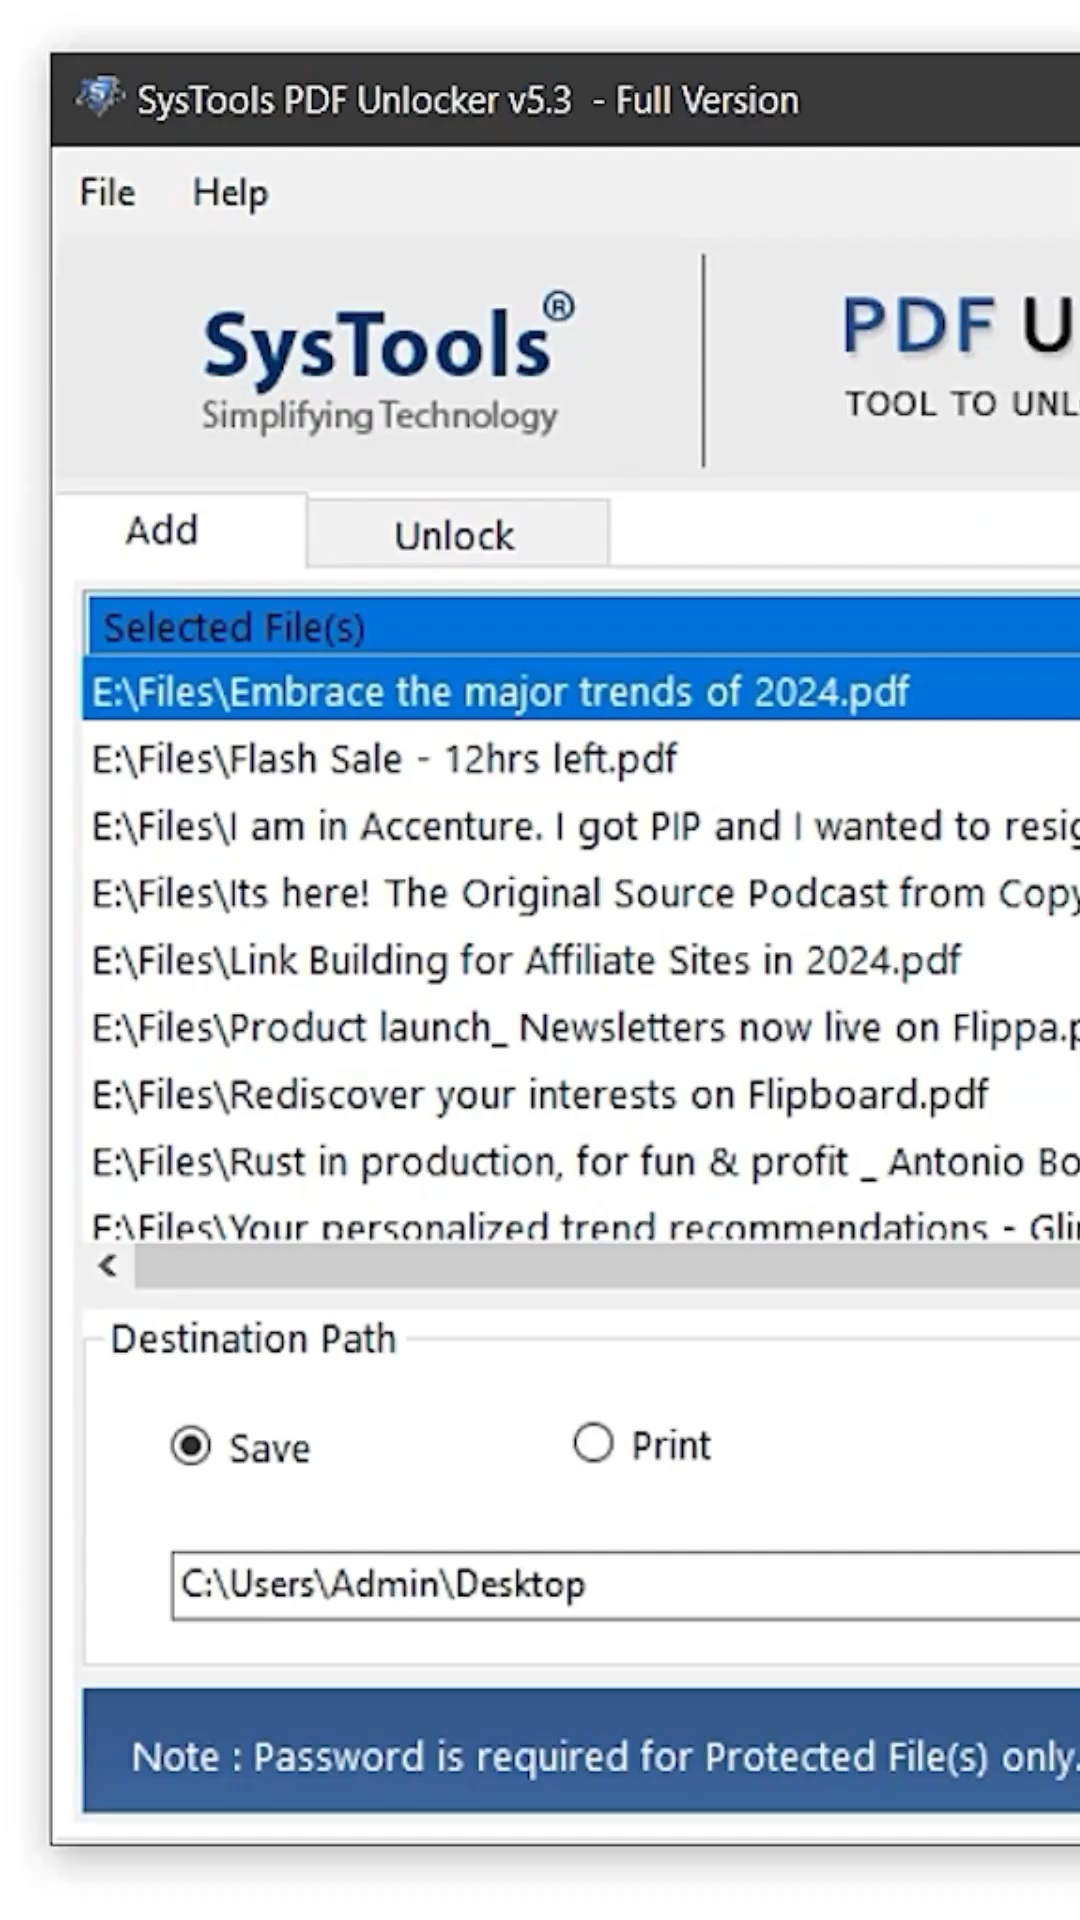 SysTools PDF Unlocker v5.3 - Full Version
File Help
SysTools®
Simplifying Technology
PDF U
TOOL TO UNL
Add
Unlock
Selected File(s)
E:\Files\Embrace the major trends of 2024.pdf
E:\Files\Flash Sale - 12hrs left.pdf
E:\Files\I am in Accenture. I got PIP and I wanted to resig
E:\Files\Its here! The Original Source Podcast from Copy
E:\Files\Link Building for Affiliate Sites in 2024.pdf
E:\Files\Product launch_ Newsletters now live on Flippa.p
E:\Files\Rediscover your interests on Flipboard.pdf
E:\Files\Rust in production, for fun & profit _ Antonio Bo
E:\Files\Your personalized trend recommendations - Gli
Destination Path
Save
Print
C:\Users\Admin\Desktop
Note : Password is required for Protected File(s) only.